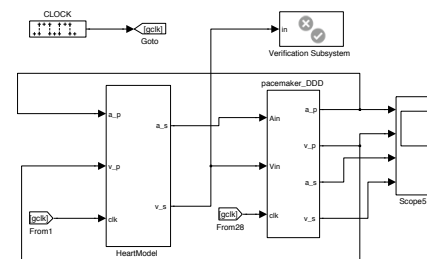 CLOCK
[gclk]
Goto
in
Verification Subsystem
pacemaker_DDD
a_p
a_s
v_p
v_s
clk
[gclk]
From1
HeartModel
Ain
Vin
clk
a_p
v_p
a_s
v_s
[gclk]
From28
Scope5